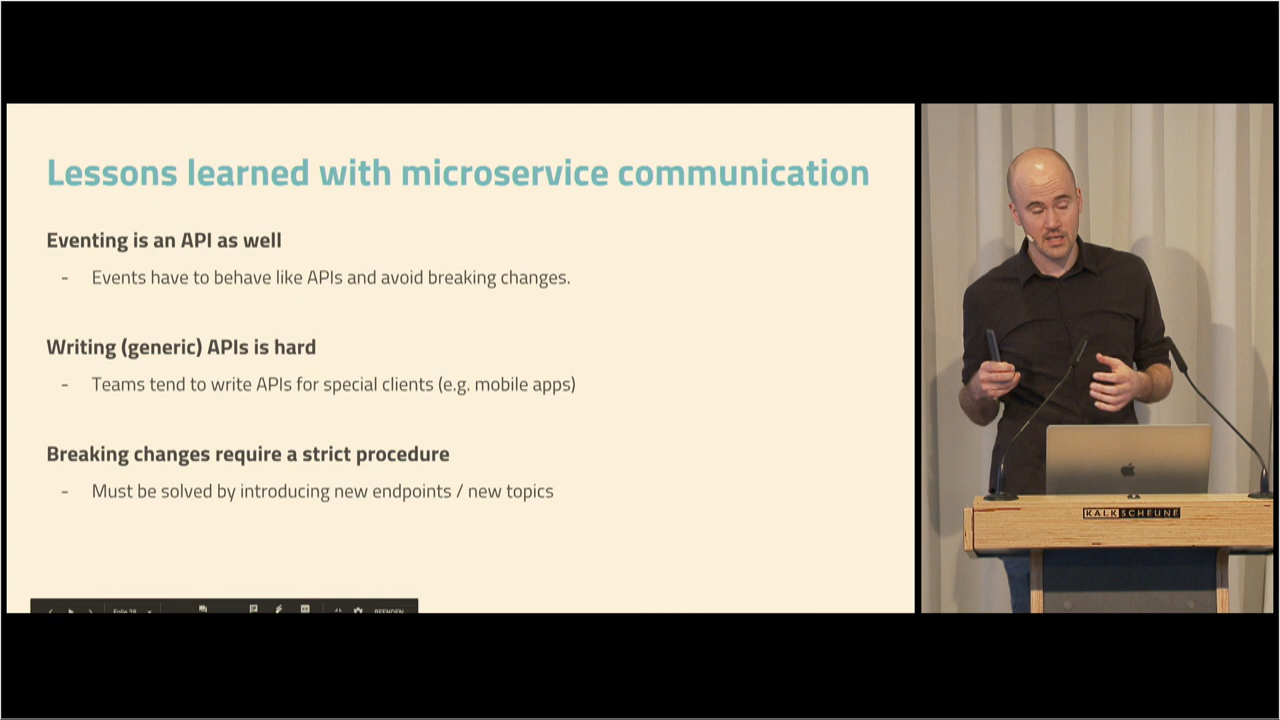 Lessons learned with microservice communication
Eventing is an API as well
- Events have to behave like APIs and avoid breaking changes.
Writing (generic) APIs is hard
- Teams tend to write APIs for special clients (e.g. mobile apps)
Breaking changes require a strict procedure
- Must be solved by introducing new endpoints / new topics
KALKSCHEUNE
BEENDEN